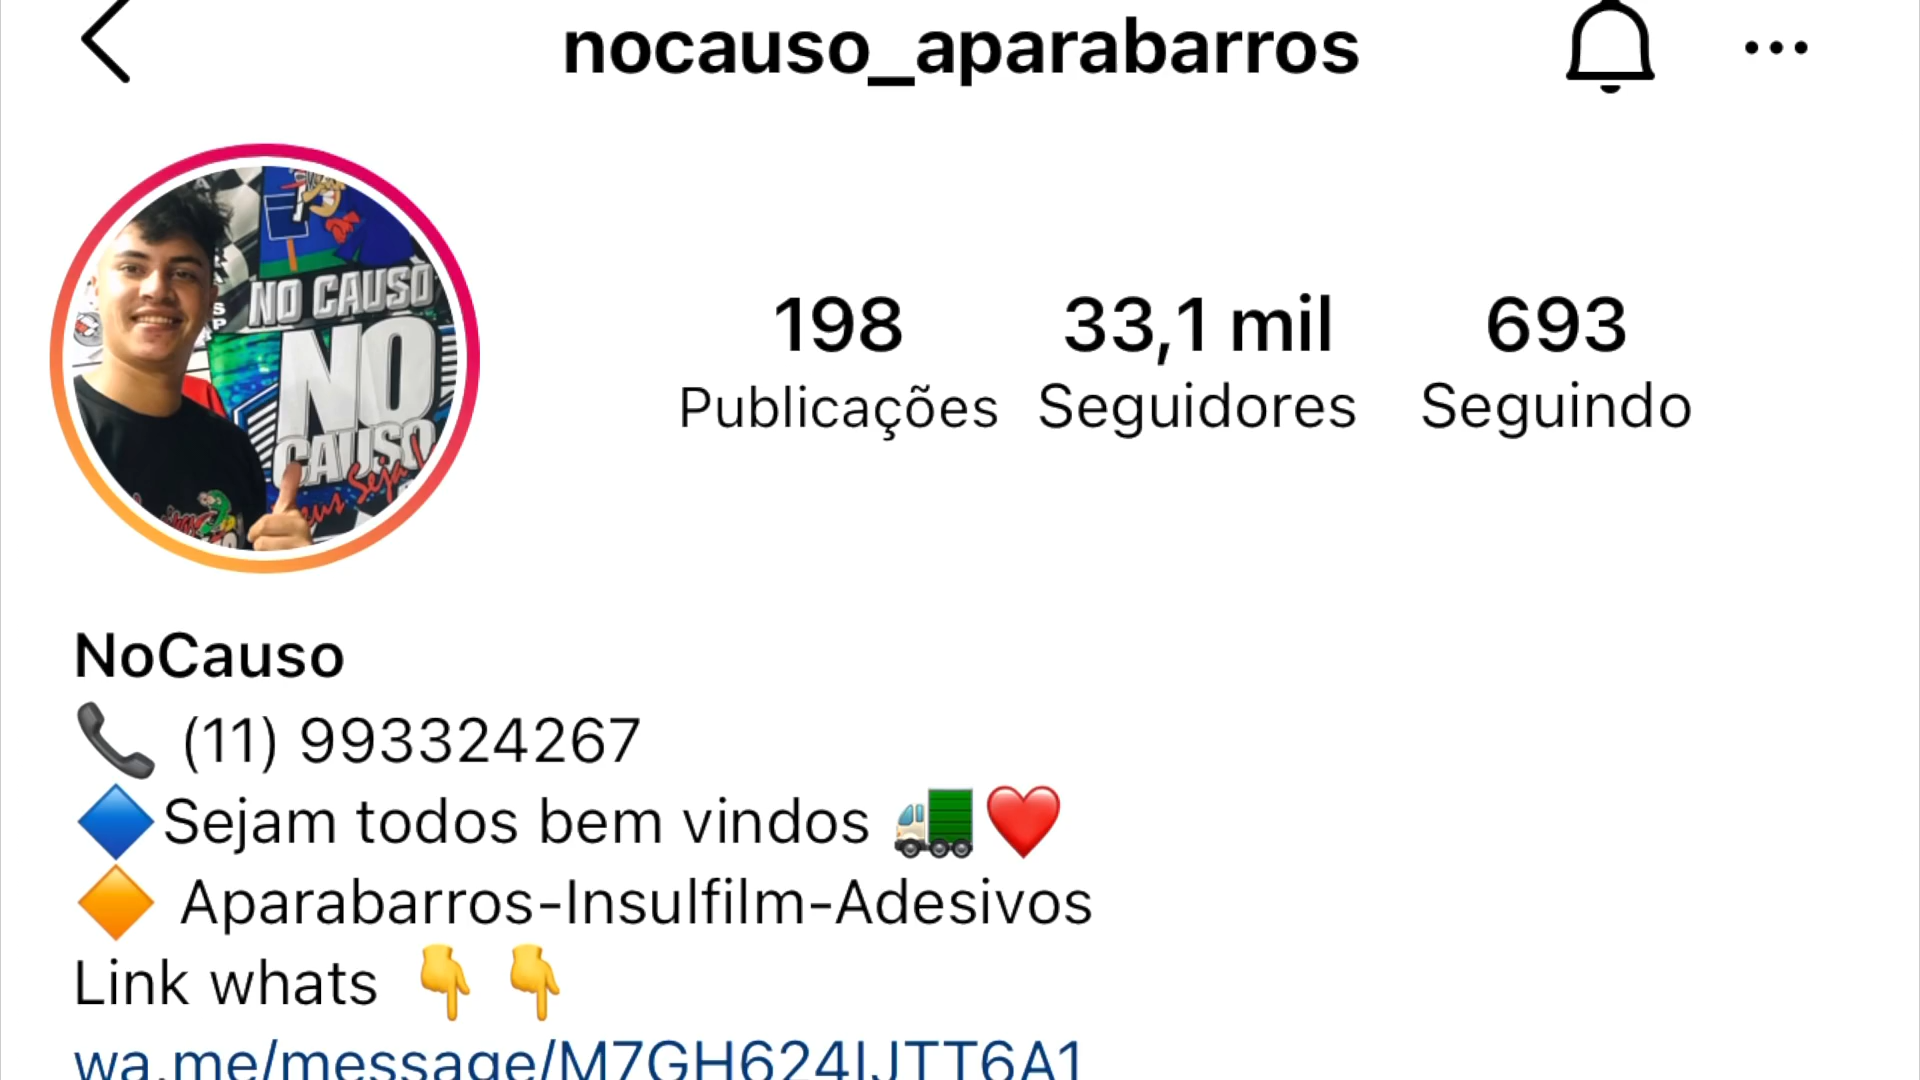 nocauso_aparabarros
NO CAUSO
NO
CAUSO
198
33,1 mil
693
Publicações
Seguidores
Seguindo
NoCauso
(11) 993324267
Sejam todos bem vindos
Aparabarros-Insulfilm-Adesivos
Link whats
wa.me/message/M7GH624IJTT6A1